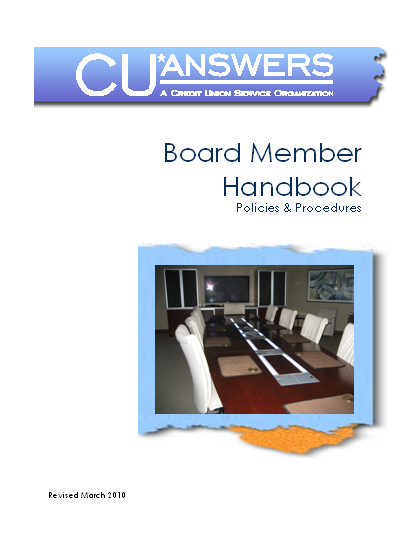 CU*ANSWERS
A CREDIT UNION SERVICE ORGANIZATION
Board Member
Handbook
Policies & Procedures
Revised March 2010